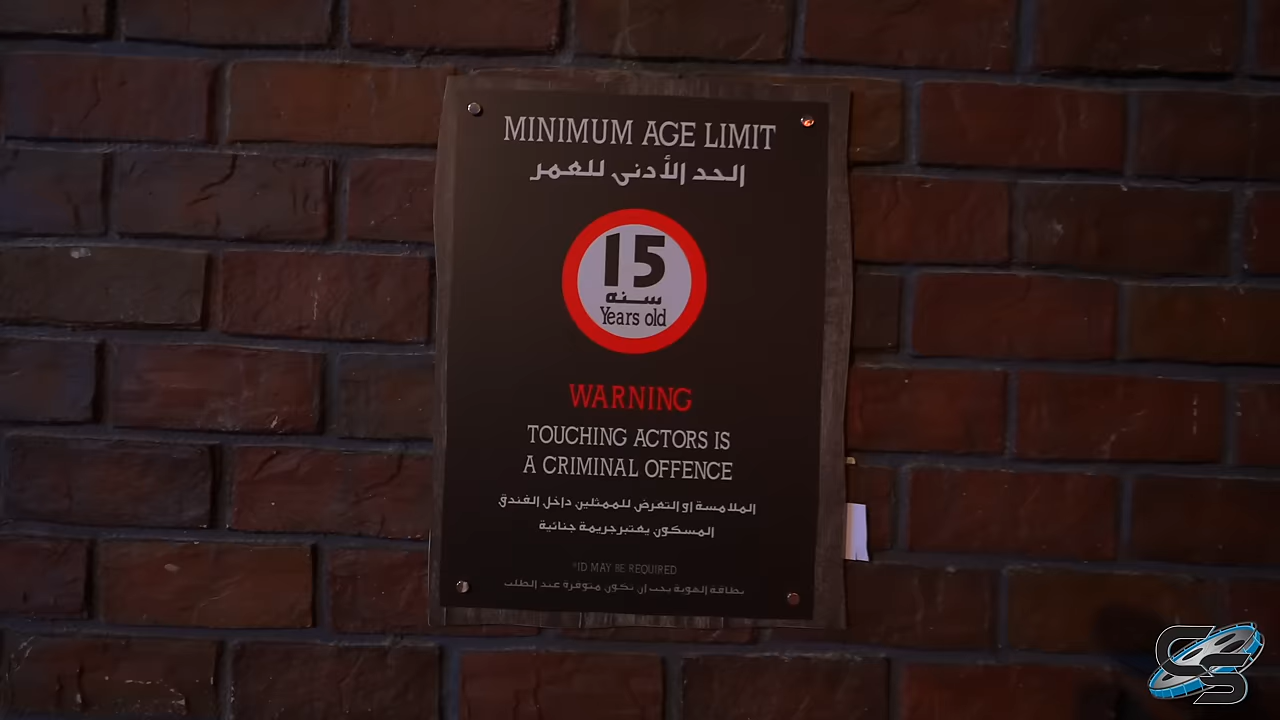 MINIMUM AGE LIMIT
الحد الأدنى للعمر
15
سنه
Years old
WARNING
TOUCHING ACTORS IS
A CRIMINAL OFFENCE
الملامسة او التعرض للممثلين داخل الفندق
المسكون يعتبر جريمة جنائية
*ID MAY BE REQUIRED
بطاقة الهوية يجب ان تكون متوفرة عند الطلب